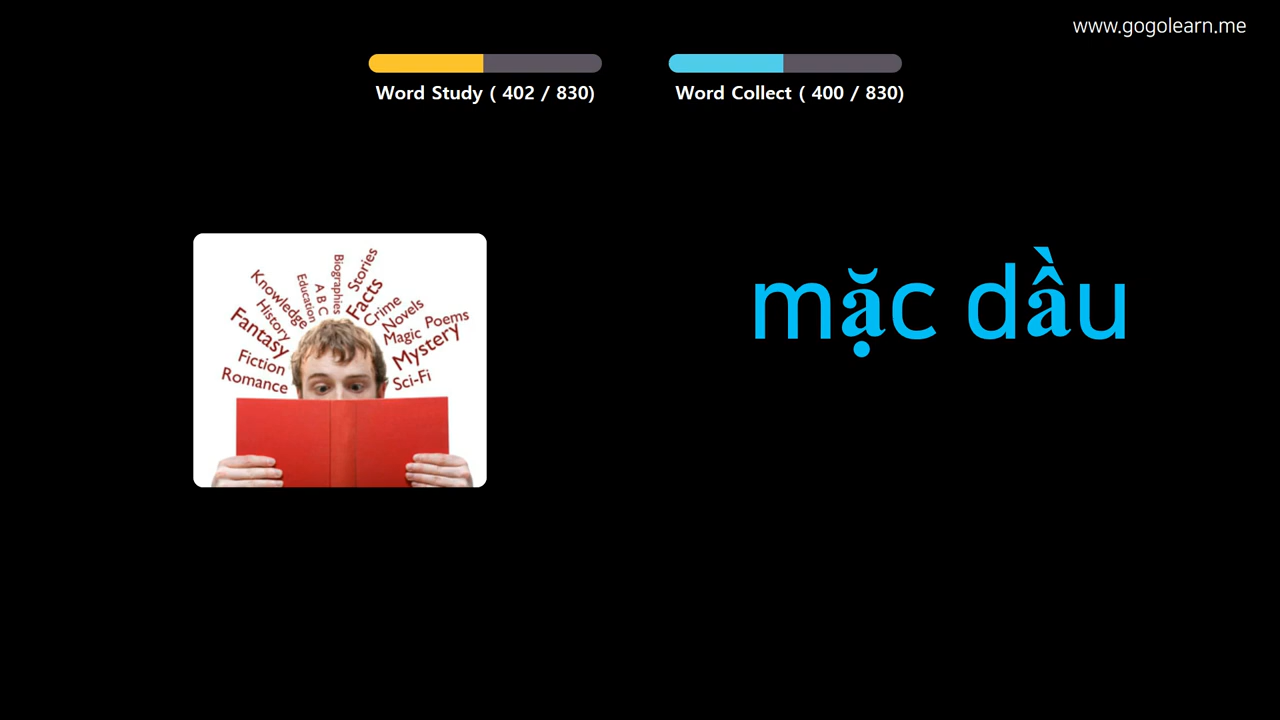 www.gogolearn.me
Word Study ( 402 / 830)
Word Collect ( 400 / 830)
mặc dầu
Knowledge
History
Fantasy
Fiction
Romance
Education
A B C
Biographies
Stories
Facts
Crime
Novels
Magic
Poems
Mystery
Sci-Fi